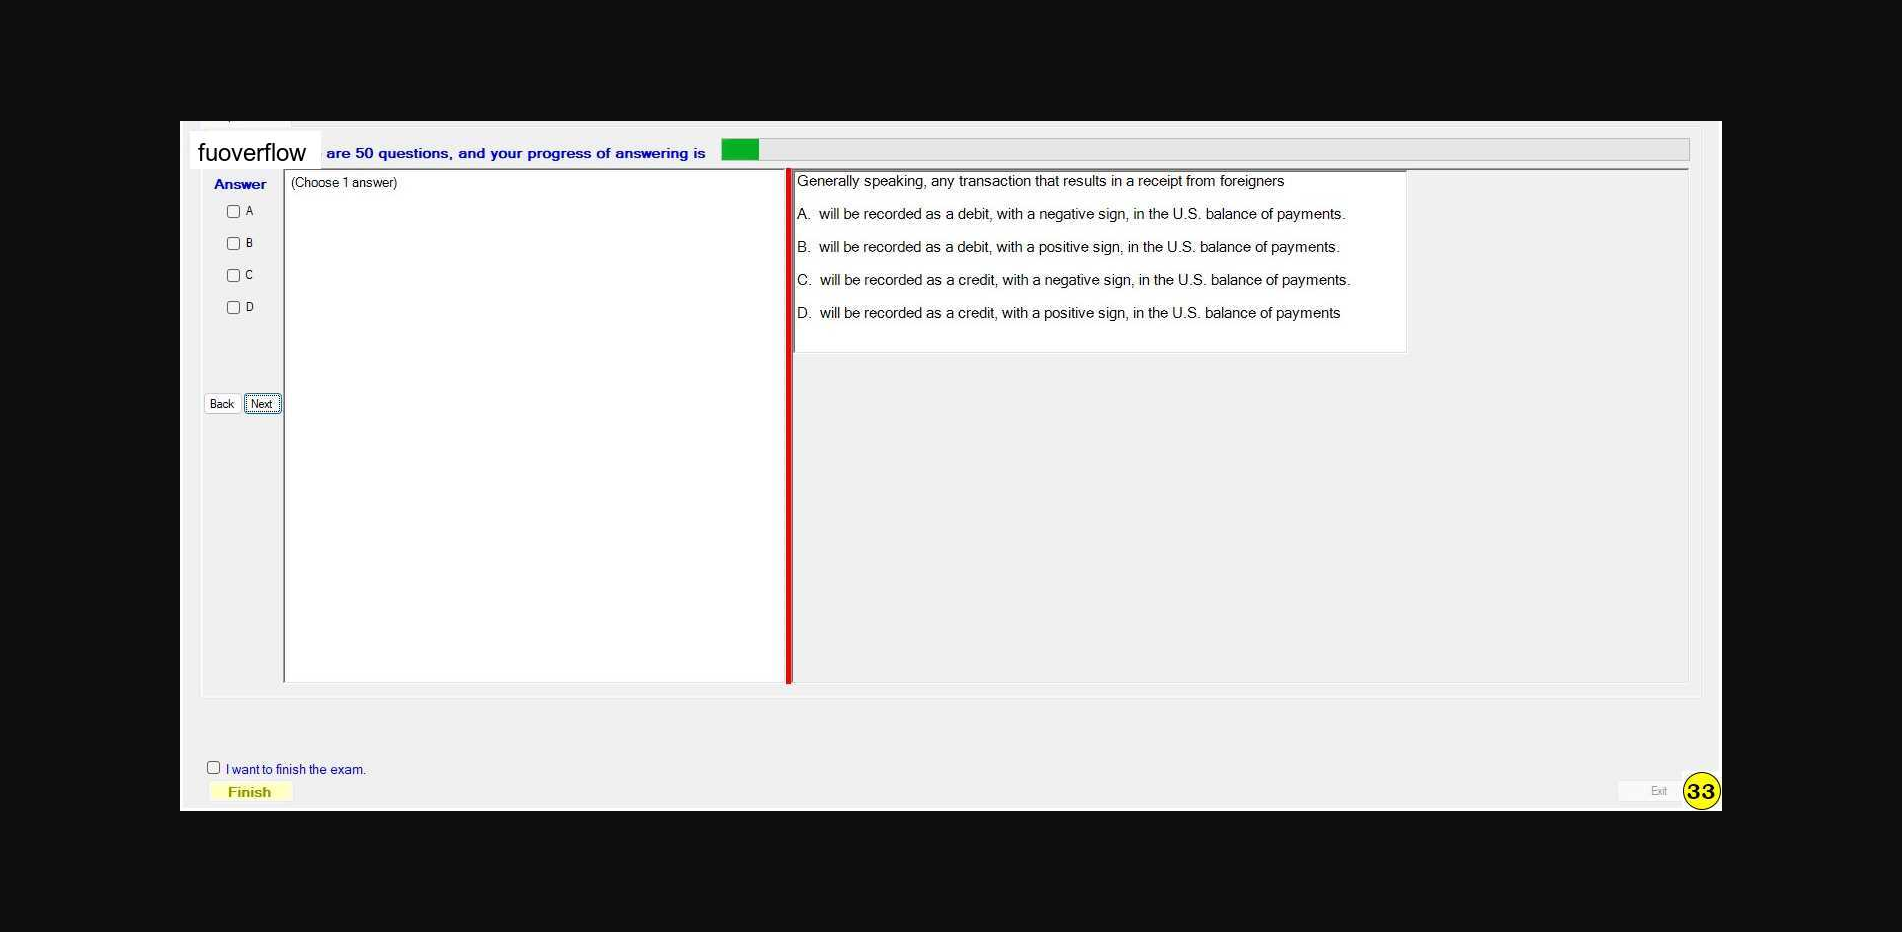 fuoverflow are 50 questions, and your progress of answering is
Answer
A
B
C
D
Back Next
(Choose 1 answer)
Generally speaking, any transaction that results in a receipt from foreigners
A. will be recorded as a debit, with a negative sign, in the U.S. balance of payments.
B. will be recorded as a debit, with a positive sign, in the U.S. balance of payments.
C. will be recorded as a credit, with a negative sign, in the U.S. balance of payments.
D. will be recorded as a credit, with a positive sign, in the U.S. balance of payments
I want to finish the exam.
Finish
Exit
33